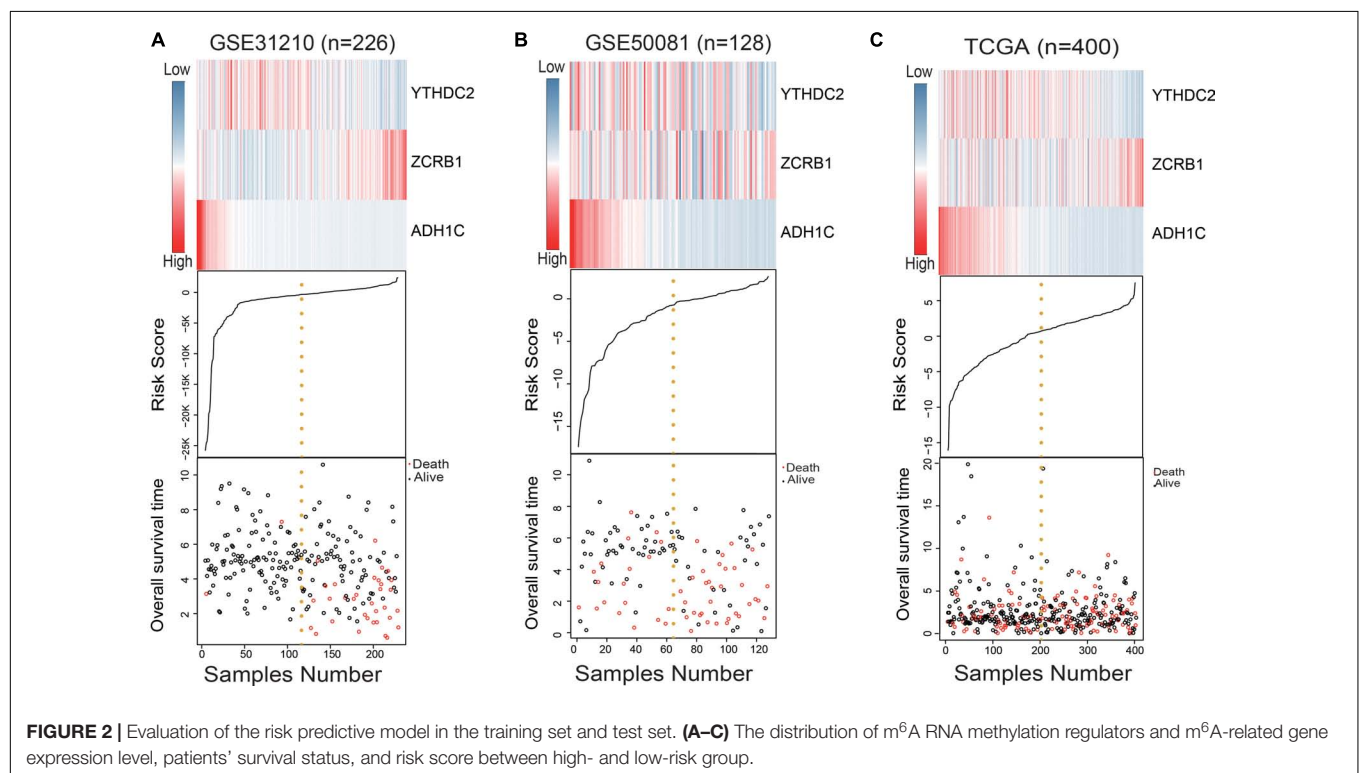 A
GSE31210 (n=226)
Low
High
YTHDC2
ZCRB1
ADH1C
Risk Score
0
-5K
-10K
-15K
-20K
-25K
Overall survival time
10
8
6
4
2
Death
Alive
0 50 100 150 200
Samples Number
B
GSE50081 (n=128)
Low
High
YTHDC2
ZCRB1
ADH1C
Risk Score
0
-5
-10
-15
Overall survival time
10
8
6
4
2
0
Death
Alive
0 20 40 60 80 100 120
Samples Number
C
TCGA (n=400)
Low
High
YTHDC2
ZCRB1
ADH1C
Risk Score
5
0
-5
-10
-15
Overall survival time
20
15
10
5
0
Death
Alive
0 100 200 300 400
Samples Number
FIGURE 2 | Evaluation of the risk predictive model in the training set and test set. (A–C) The distribution of m⁶A RNA methylation regulators and m⁶A-related gene
expression level, patients' survival status, and risk score between high- and low-risk group.